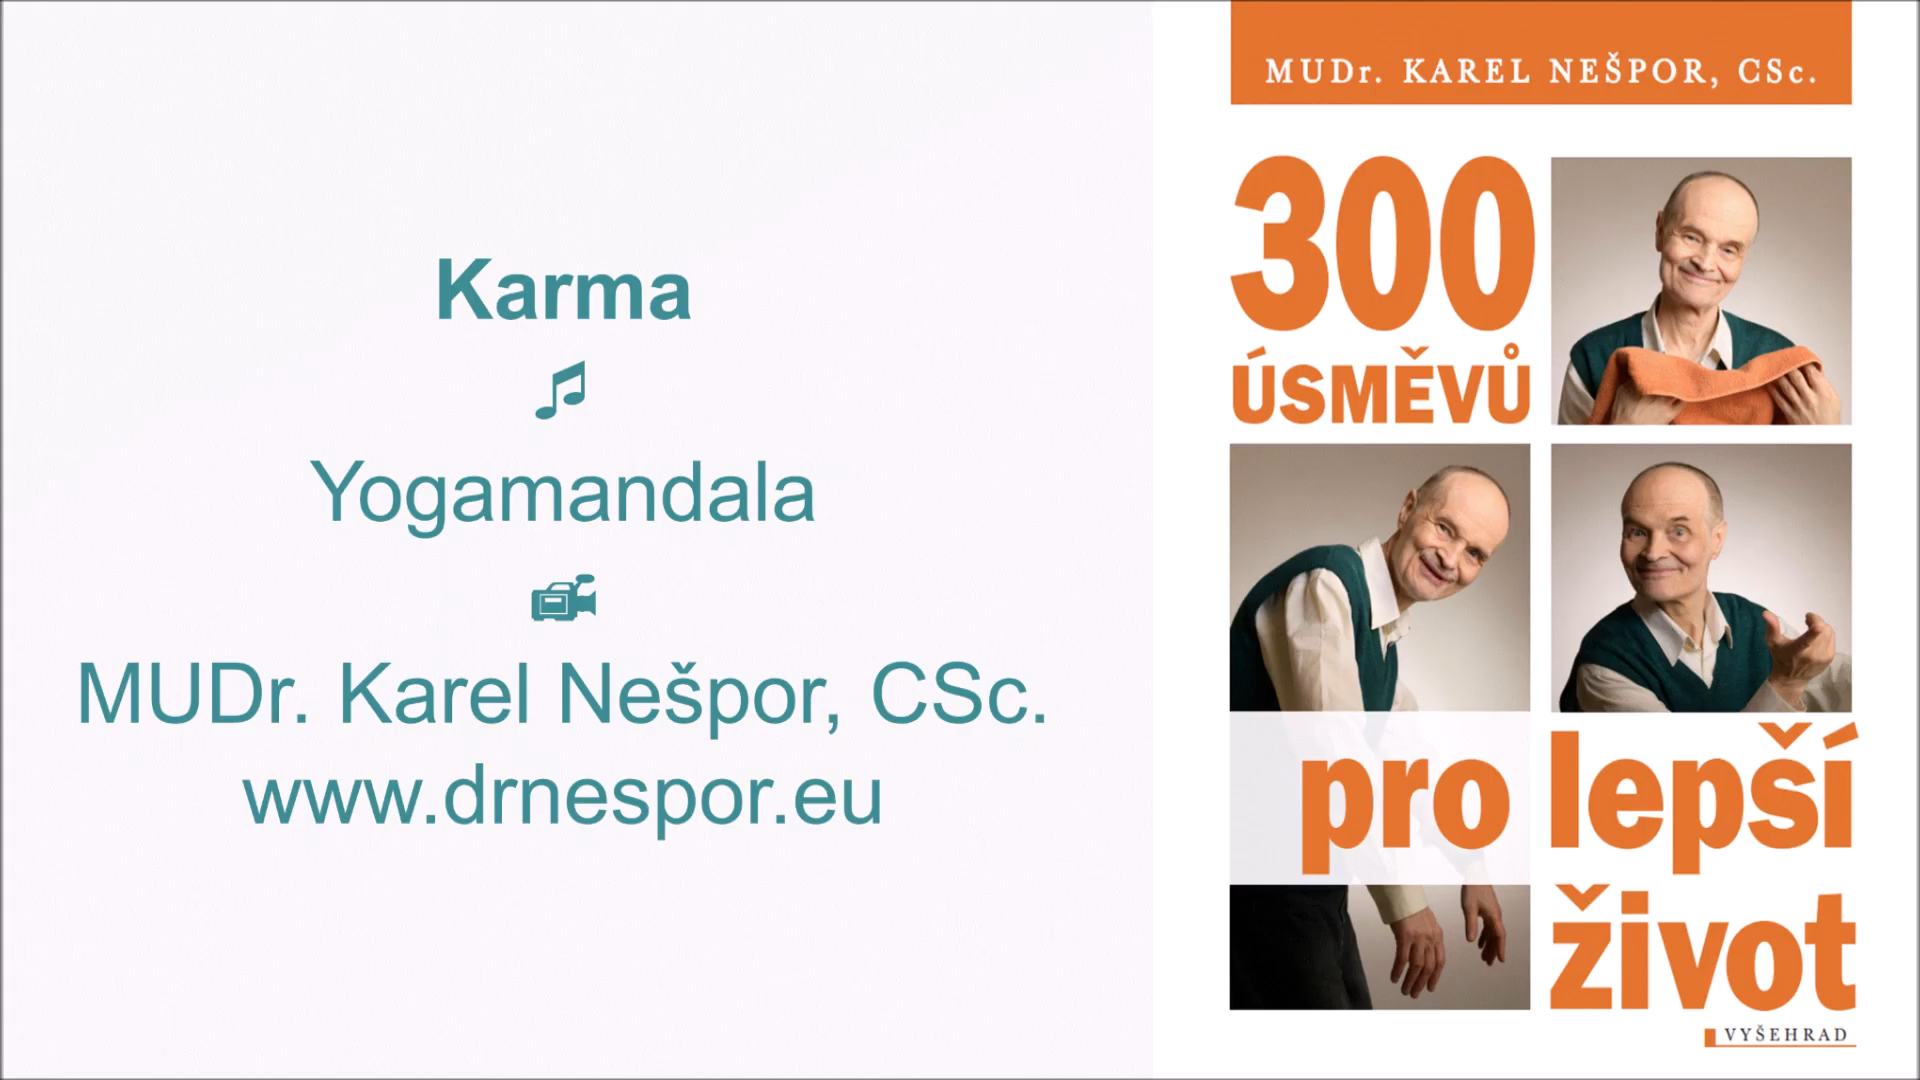 Karma
Yogamandala
MUDr. Karel Nešpor, CSc.
www.drnespor.eu
MUDr. KAREL NEŠPOR, CSc.
300
ÚSMĚVŮ
pro lepší
život
VYŠEHRAD